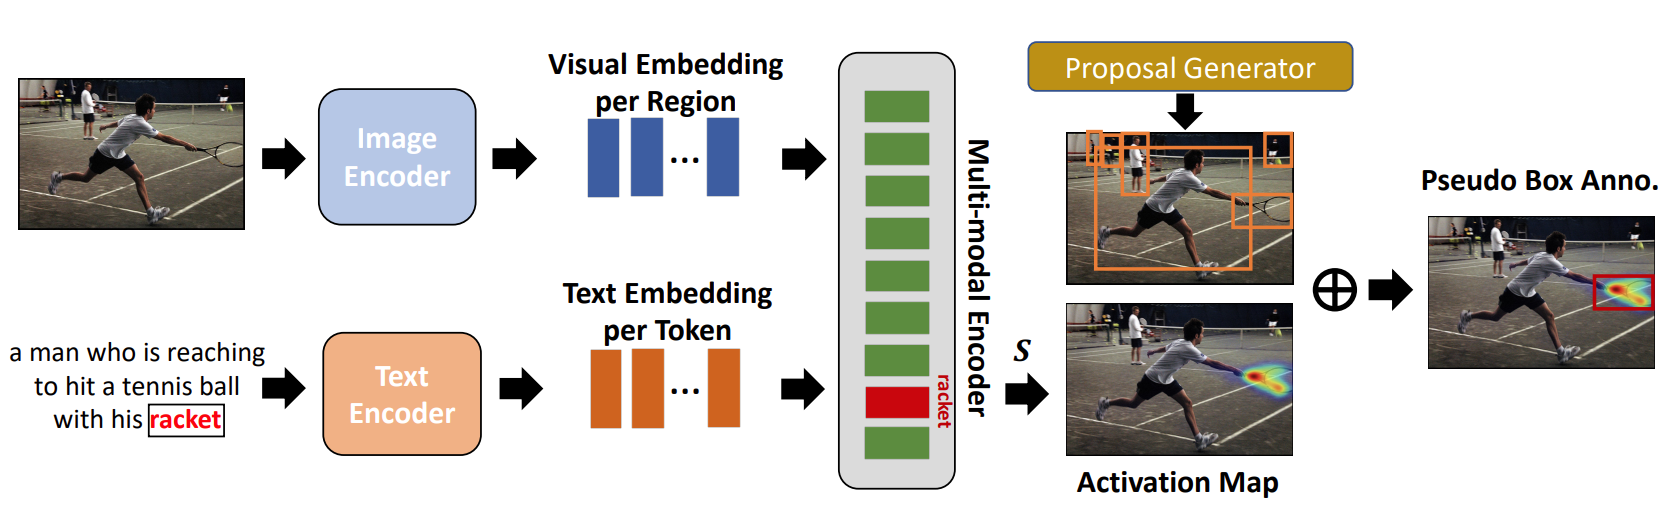 Image
Encoder
Visual Embedding
per Region
...
a man who is reaching
to hit a tennis ball
with his racket
Text
Encoder
Text Embedding
per Token
...
racket
Multi-modal Encoder
S
Proposal Generator
Activation Map
Pseudo Box Anno.